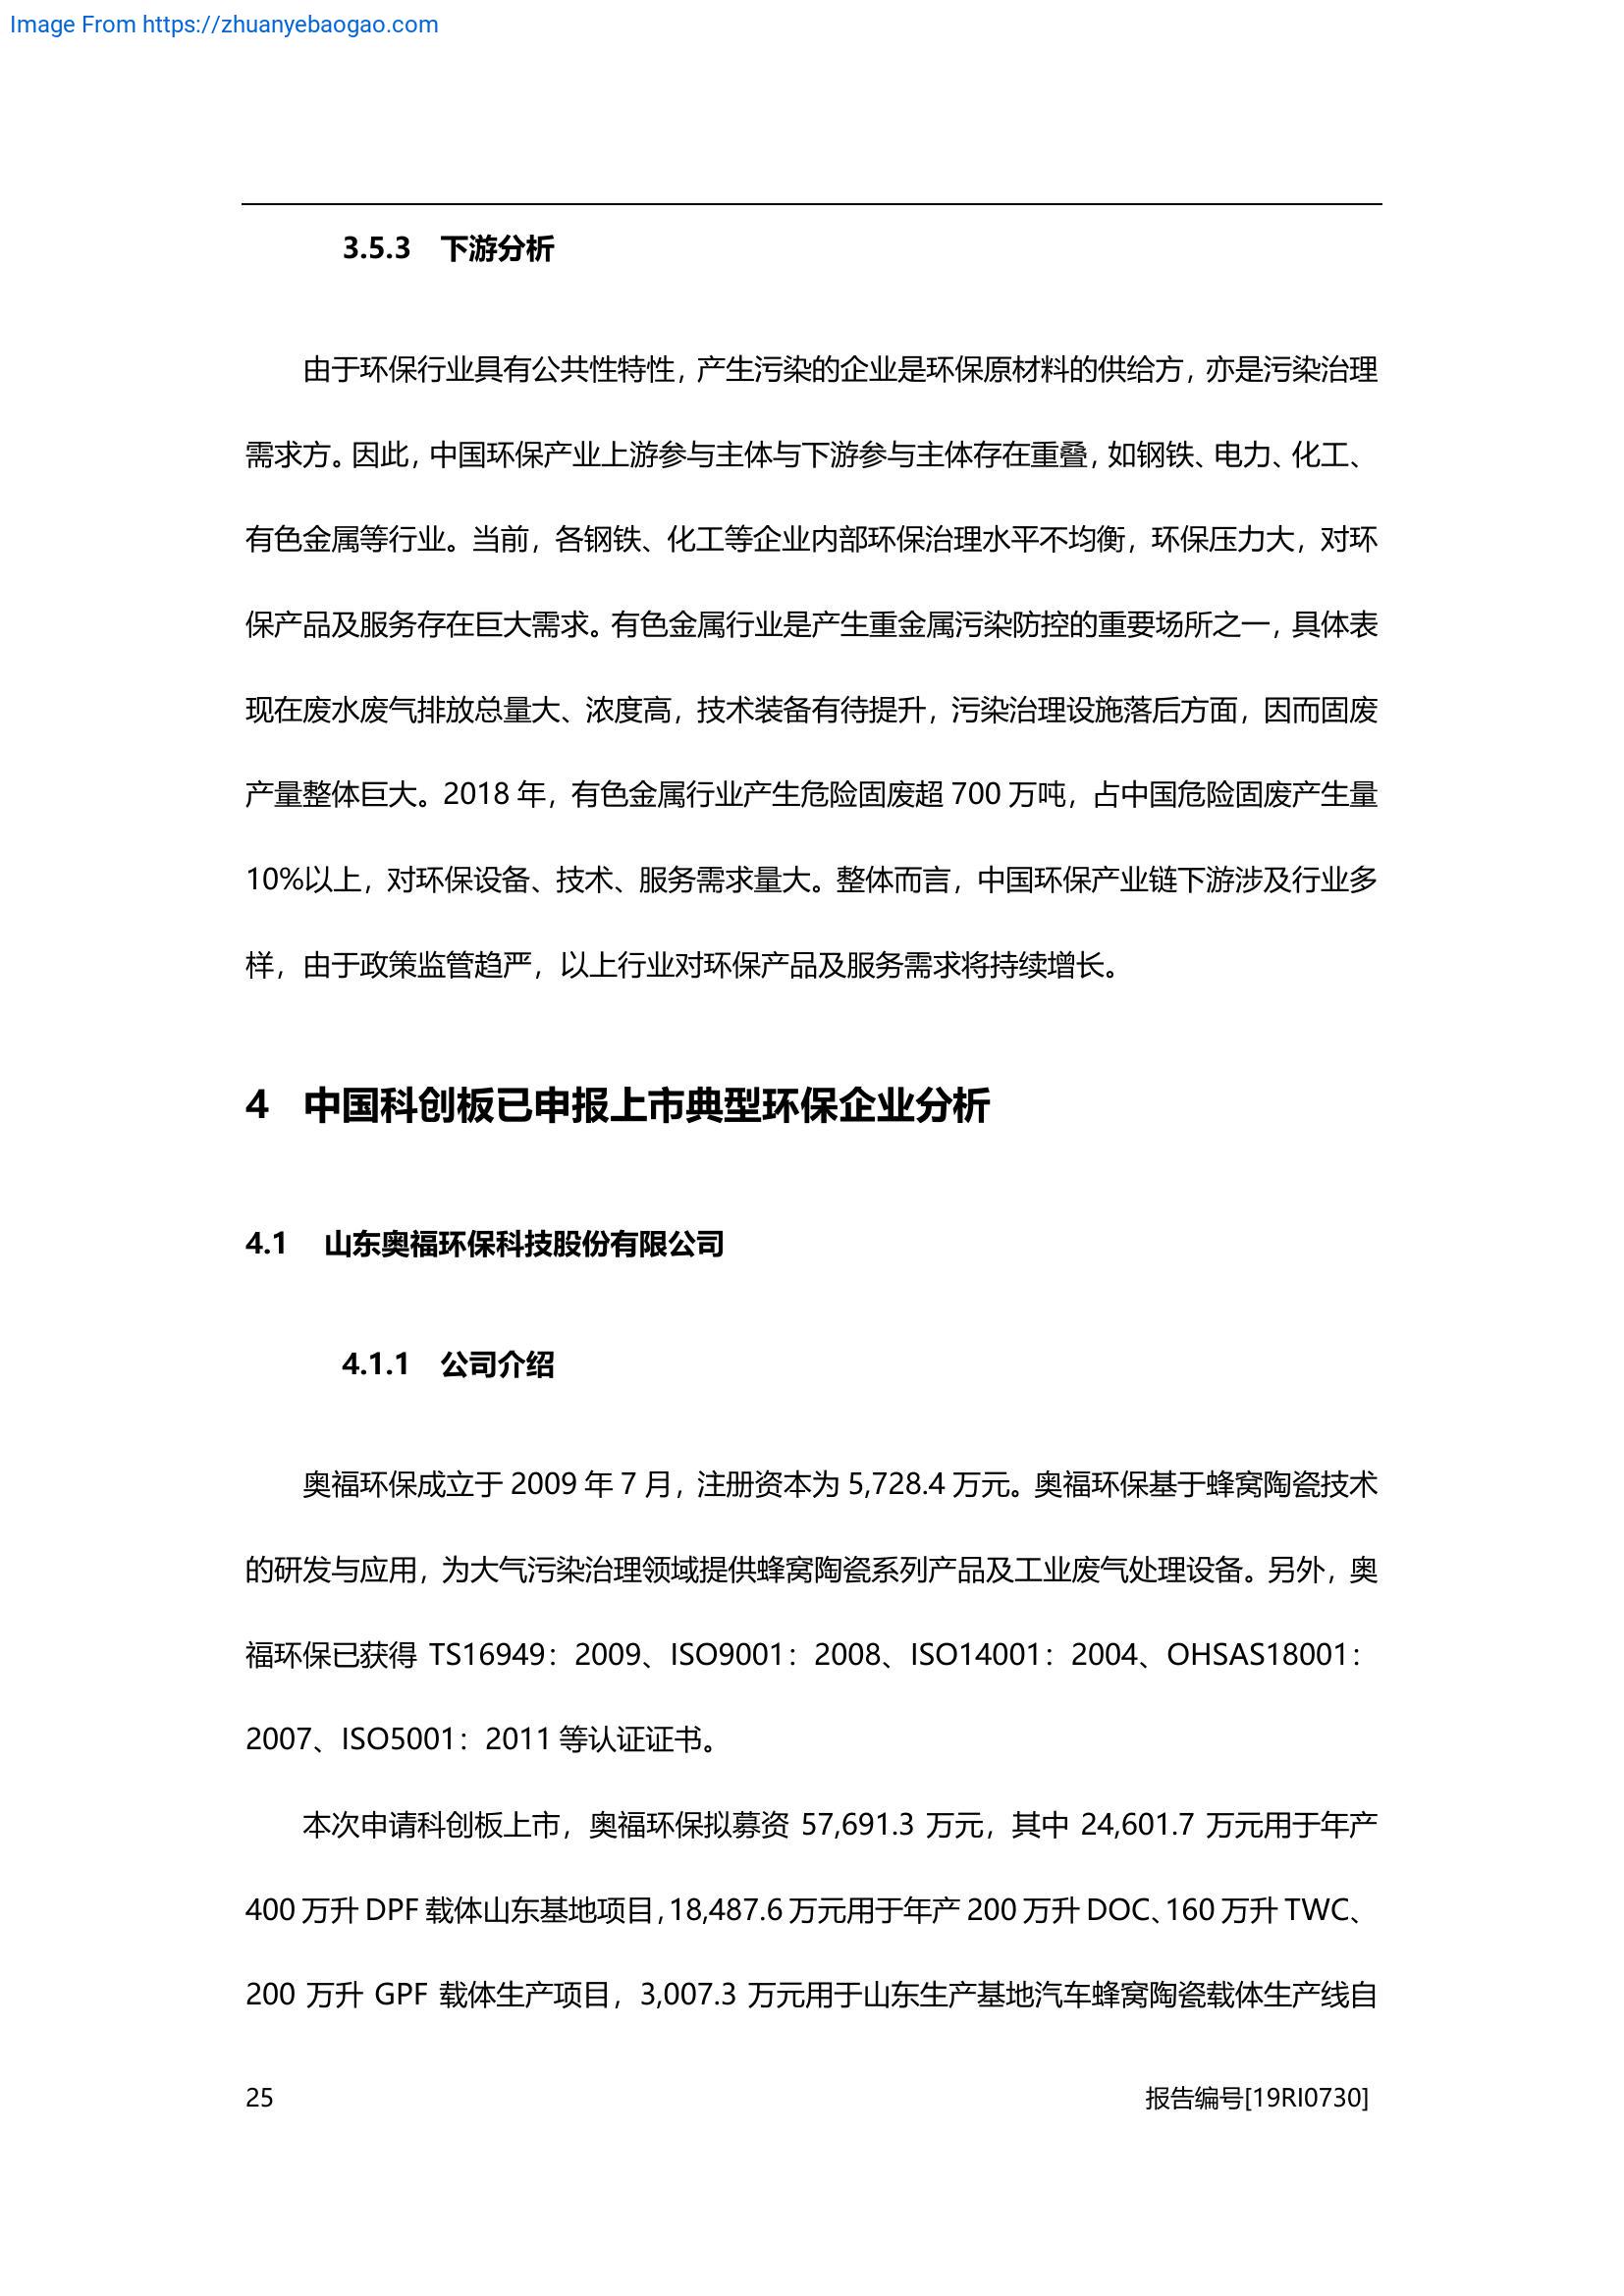 Image From https://zhuanyebaogao.com
3.5.3 下游分析
由于环保行业具有公共性特性，产生污染的企业是环保原材料的供给方，亦是污染治理
需求方。因此，中国环保产业上游参与主体与下游参与主体存在重叠，如钢铁、电力、化工、
有色金属等行业。当前，各钢铁、化工等企业内部环保治理水平不均衡，环保压力大，对环
保产品及服务存在巨大需求。有色金属行业是产生重金属污染防控的重要场所之一，具体表
现在废水废气排放总量大、浓度高，技术装备有待提升，污染治理设施落后方面，因而固废
产量整体巨大。2018 年，有色金属行业产生危险固废超 700 万吨，占中国危险固废产生量
10%以上，对环保设备、技术、服务需求量大。整体而言，中国环保产业链下游涉及行业多
样，由于政策监管趋严，以上行业对环保产品及服务需求将持续增长。
4 中国科创板已申报上市典型环保企业分析
4.1 山东奥福环保科技股份有限公司
4.1.1 公司介绍
奥福环保成立于 2009 年 7 月，注册资本为 5,728.4 万元。奥福环保基于蜂窝陶瓷技术
的研发与应用，为大气污染治理领域提供蜂窝陶瓷系列产品及工业废气处理设备。另外，奥
福环保已获得 TS16949：2009、ISO9001：2008、ISO14001：2004、OHSAS18001：
2007、ISO5001：2011 等认证证书。
本次申请科创板上市，奥福环保拟募资 57,691.3 万元，其中 24,601.7 万元用于年产
400 万升 DPF 载体山东基地项目，18,487.6 万元用于年产 200 万升 DOC、160 万升 TWC、
200 万升 GPF 载体生产项目，3,007.3 万元用于山东生产基地汽车蜂窝陶瓷载体生产线自
25
报告编号[19RI0730]